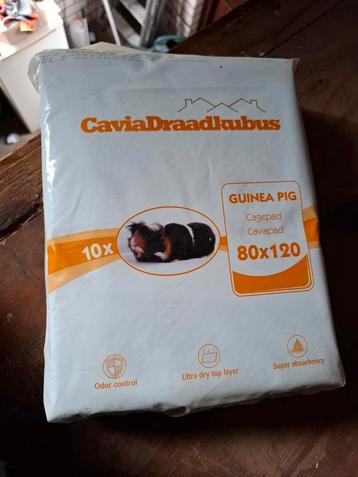 CaviaDraadkubus
GUINEA PIG
Cagepad
Caviapad
80x120
10x
Odor control
Ultra dry top layer
Super absorbency